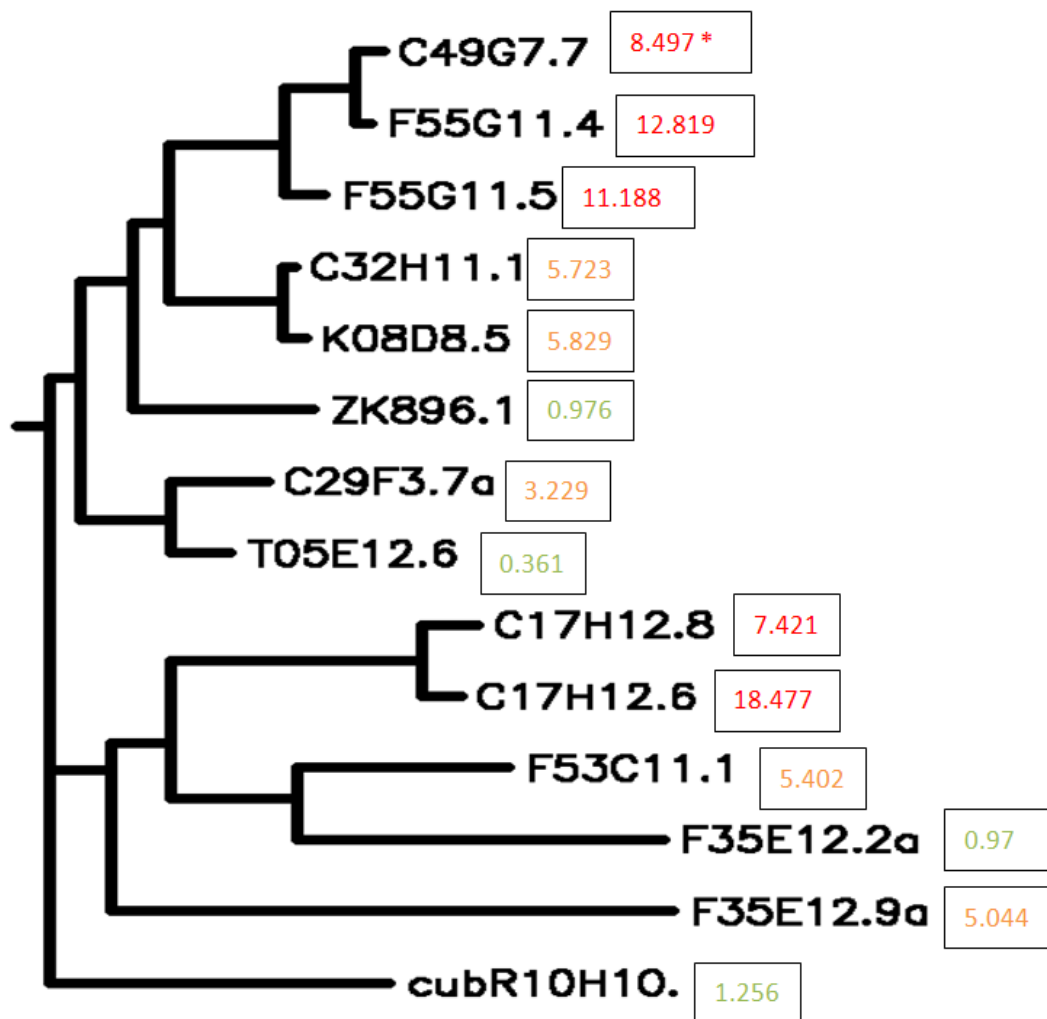 C49G7.7 8.497 *
F55G11.4 12.819
F55G11.5 11.188
C32H11.1 5.723
K08D8.5 5.829
ZK896.1 0.976
C29F3.7a 3.229
T05E12.6 0.361
C17H12.8 7.421
C17H12.6 18.477
F53C11.1 5.402
F35E12.2a 0.97
F35E12.9a 5.044
cubR10H10. 1.256